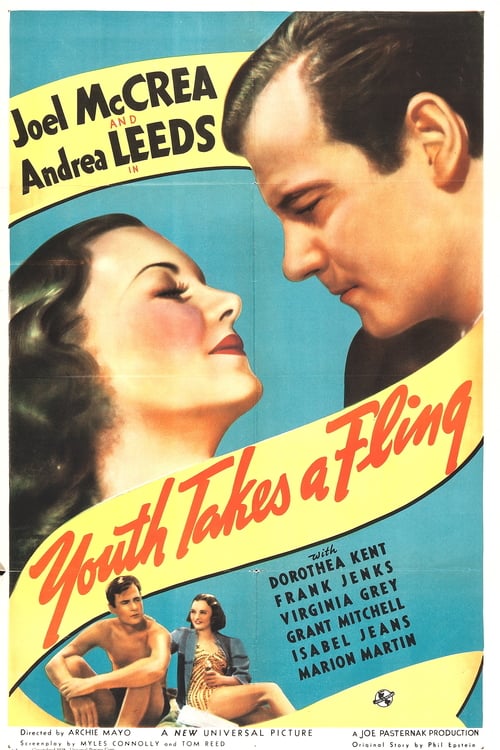 Joel McCREA
AND
Andrea LEEDS
IN
Youth Takes a Fling
with
DOROTHEA KENT
FRANK JENKS
VIRGINIA GREY
GRANT MITCHELL
ISABEL JEANS
MARION MARTIN
Directed by ARCHIE MAYO
A NEW UNIVERSAL PICTURE
A JOE PASTERNAK PRODUCTION
Screenplay by MYLES CONNOLLY and TOM REED
Original Story by Phil Epstein